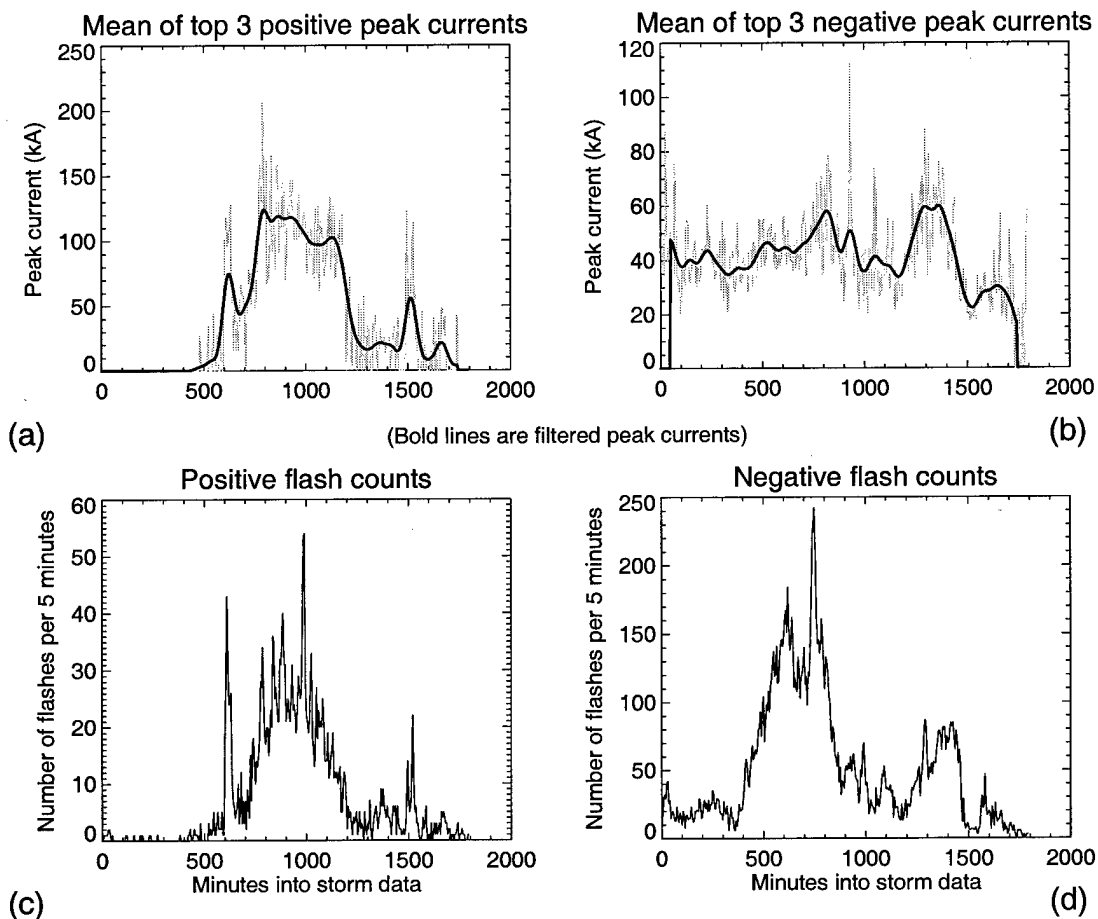 Mean of top 3 positive peak currents
Peak current (kA)
250
200
150
100
50
0
0 500 1000 1500 2000
(a)
Mean of top 3 negative peak currents
Peak current (kA)
120
100
80
60
40
20
0
0 500 1000 1500 2000
(b)
(Bold lines are filtered peak currents)
Positive flash counts
Number of flashes per 5 minutes
60
50
40
30
20
10
0
0 500 1000 1500 2000
Minutes into storm data
(c)
Negative flash counts
Number of flashes per 5 minutes
250
200
150
100
50
0
0 500 1000 1500 2000
Minutes into storm data
(d)